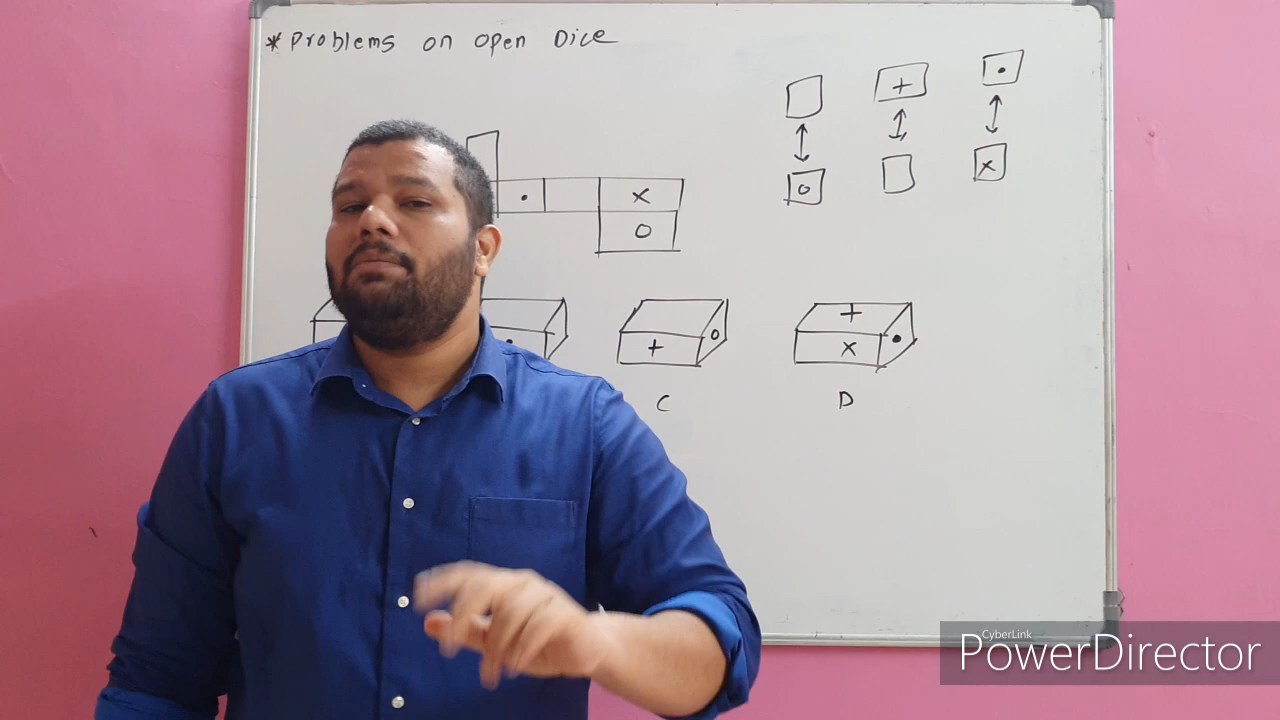 * Problems on open Dice
+ •
• x
o x
o
+ o
+
x •
C D
CyberLink
PowerDirector